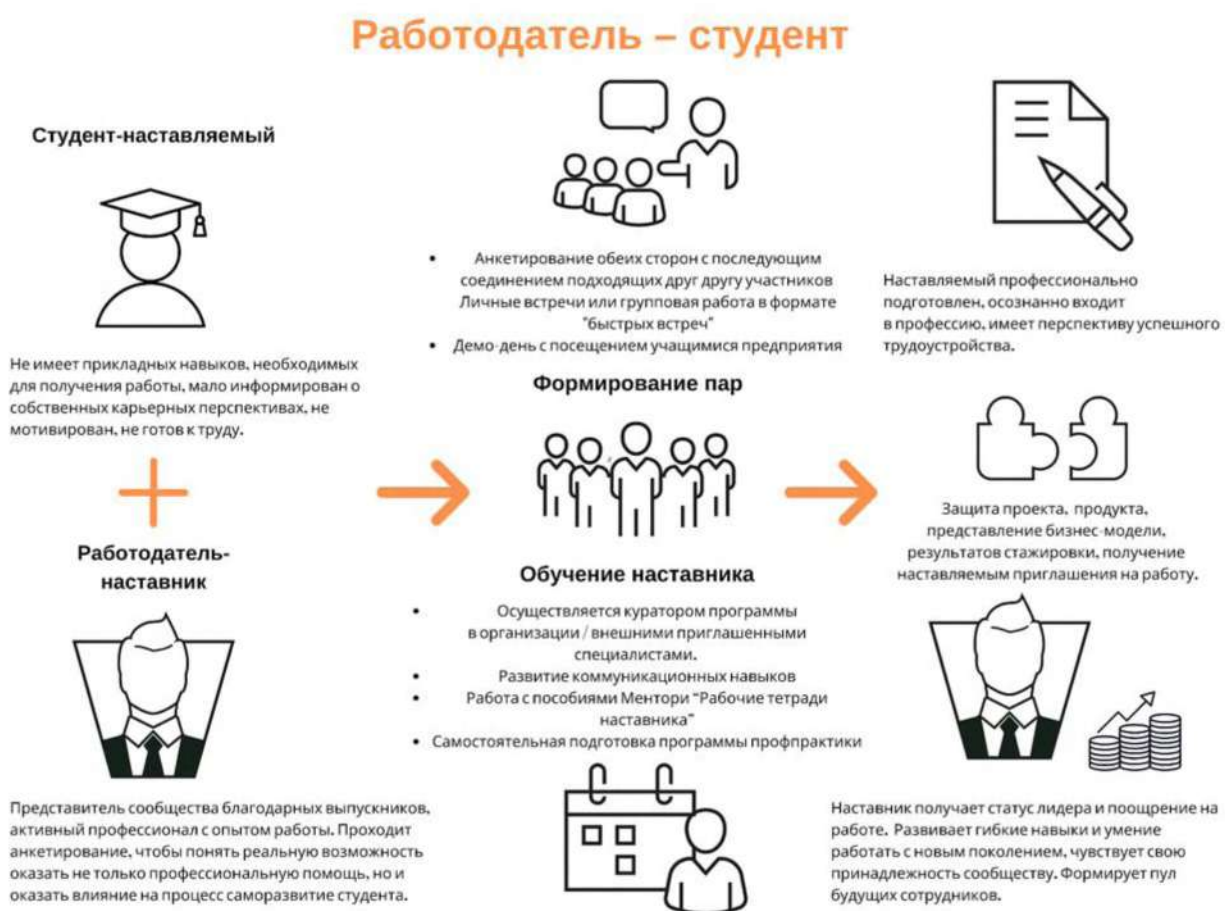 Работодатель – студент
Студент-наставляемый
Не имеет прикладных навыков, необходимых
для получения работы, мало информирован о
собственных карьерных перспективах, не
мотивирован, не готов к труду.
Работодатель-
наставник
Представитель сообщества благодарных выпускников,
активный профессионал с опытом работы. Проходит
анкетирование, чтобы понять реальную возможность
оказать не только профессиональную помощь, но и
оказать влияние на процесс саморазвитие студента.
• Анкетирование обеих сторон с последующим
соединением подходящих друг другу участников
Личные встречи или групповая работа в формате
"быстрых встреч"
• Демо-день с посещением учащимися предприятия
Формирование пар
Обучение наставника
• Осуществляется куратором программы
в организации / внешними приглашенными
специалистами.
• Развитие коммуникационных навыков
• Работа с пособиями Ментори "Рабочие тетради
наставника"
• Самостоятельная подготовка программы профпрактики
Наставляемый профессионально
подготовлен, осознанно входит
в профессию, имеет перспективу успешного
трудоустройства.
Защита проекта, продукта,
представление бизнес-модели,
результатов стажировки, получение
наставляемым приглашения на работу.
Наставник получает статус лидера и поощрение на
работе. Развивает гибкие навыки и умение
работать с новым поколением, чувствует свою
принадлежность сообществу. Формирует пул
будущих сотрудников.